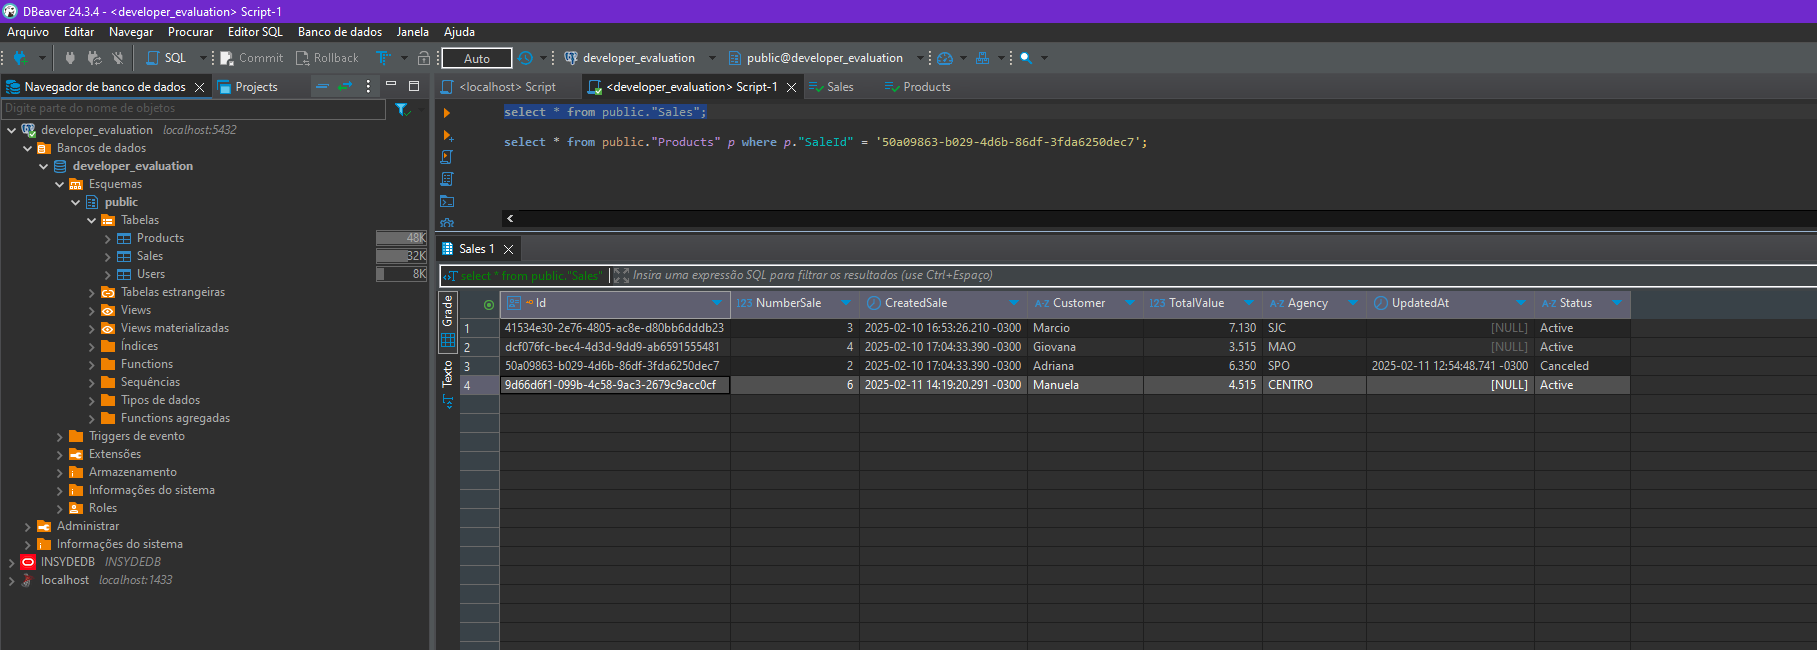 DBeaver 24.3.4 - <developer_evaluation> Script-1
Arquivo Editar Navegar Procurar Editor SQL Banco de dados Janela Ajuda
SQL Commit Rollback Auto developer_evaluation public@developer_evaluation
Navegador de banco de dados Projects
Digite parte do nome de objetos
developer_evaluation localhost:5432
Bancos de dados
developer_evaluation
Esquemas
public
Tabelas
Products 48K
Sales 32K
Users 8K
Tabelas estrangeiras
Views
Views materializadas
Índices
Functions
Sequências
Tipos de dados
Functions agregadas
Triggers de evento
Extensões
Armazenamento
Informações do sistema
Roles
Administrar
Informações do sistema
INSYDEDB INSYDEDB
localhost localhost:1433
<localhost> Script <developer_evaluation> Script-1 Sales Products
select * from public."Sales";
select * from public."Products" p where p."SaleId" = '50a09863-b029-4d6b-86df-3fda6250dec7';
Sales 1
select * from public."Sales" Insira uma expressão SQL para filtrar os resultados (use Ctrl+Espaço)
Grade
Texto
Id 123 NumberSale CreatedSale A-Z Customer 123 TotalValue A-Z Agency UpdatedAt A-Z Status
1 41534e30-2e76-4805-ac8e-d80bb6dddb23 3 2025-02-10 16:53:26.210 -0300 Marcio 7.130 SJC [NULL] Active
2 dcf076fc-bec4-4d3d-9dd9-ab6591555481 4 2025-02-10 17:04:33.390 -0300 Giovana 3.515 MAO [NULL] Active
3 50a09863-b029-4d6b-86df-3fda6250dec7 2 2025-02-10 17:04:33.390 -0300 Adriana 6.350 SPO 2025-02-11 12:54:48.741 -0300 Canceled
4 9d66d6f1-099b-4c58-9ac3-2679c9acc0cf 6 2025-02-11 14:19:20.291 -0300 Manuela 4.515 CENTRO [NULL] Active